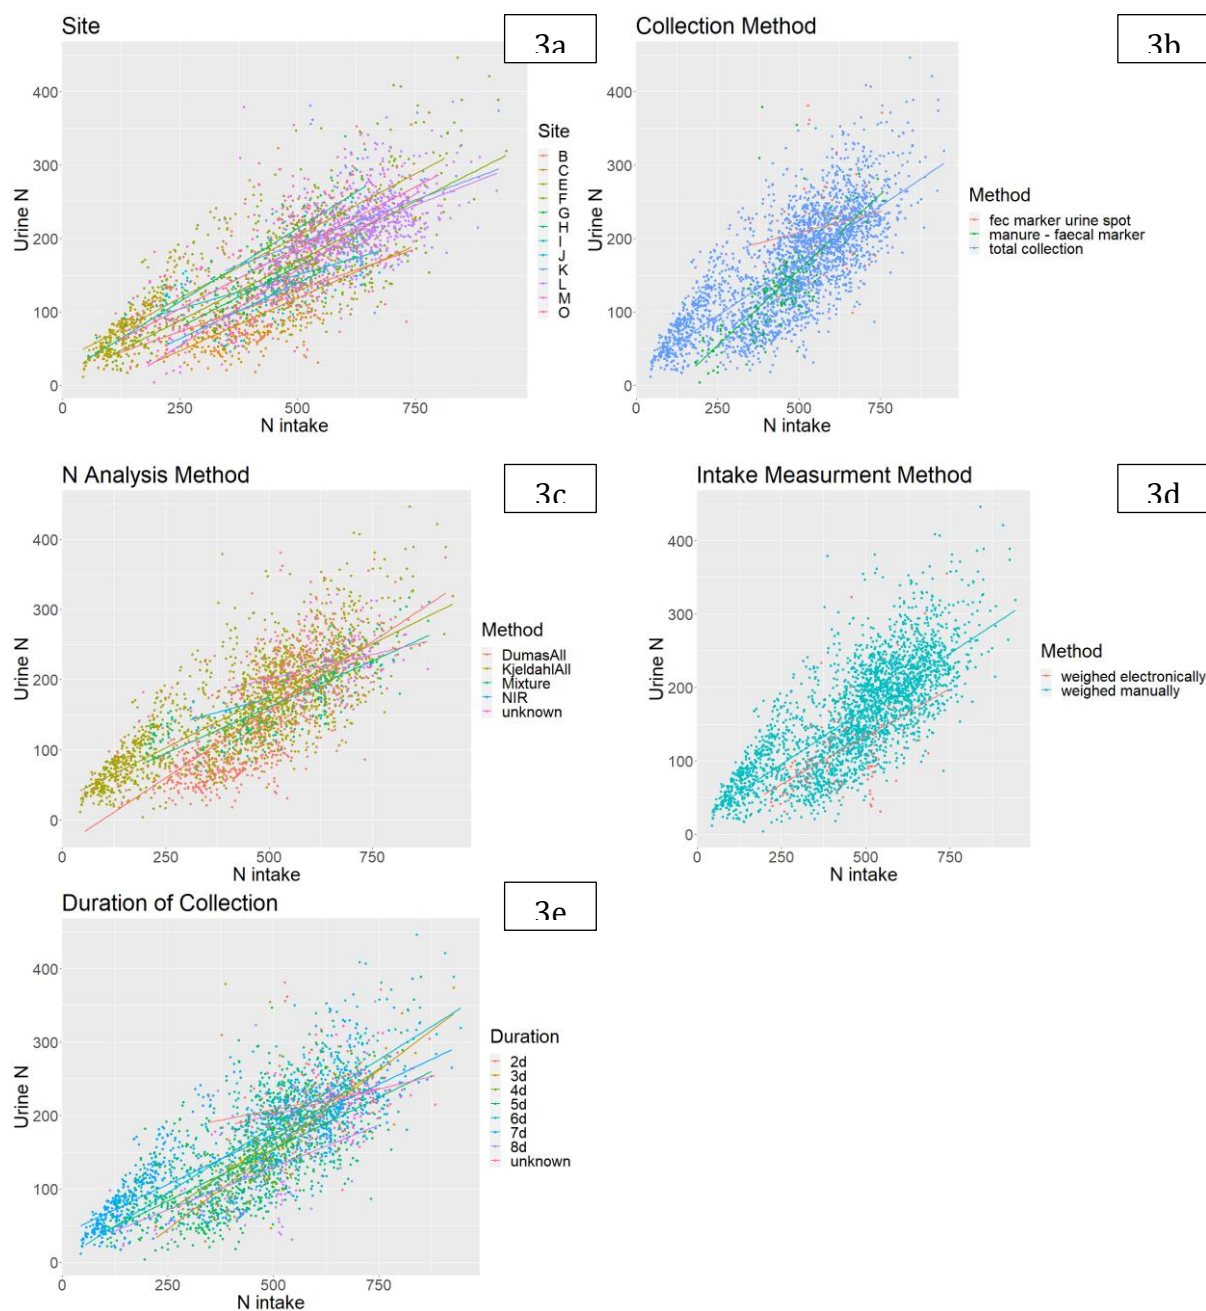 Site
3a
400
300
200
100
0
0 250 500 750
Urine N
N intake
Site
B
C
E
F
G
H
I
J
K
L
M
O
Collection Method
3b
400
300
200
100
0
0 250 500 750
Urine N
N intake
Method
fec marker urine spot
manure - faecal marker
total collection
N Analysis Method
3c
400
300
200
100
0
0 250 500 750
Urine N
N intake
Method
DumasAll
KjeldahlAll
Mixture
NIR
unknown
Intake Measurment Method
3d
400
300
200
100
0
0 250 500 750
Urine N
N intake
Method
weighed electronically
weighed manually
Duration of Collection
3e
400
300
200
100
0
0 250 500 750
Urine N
N intake
Duration
2d
3d
4d
5d
6d
7d
8d
unknown